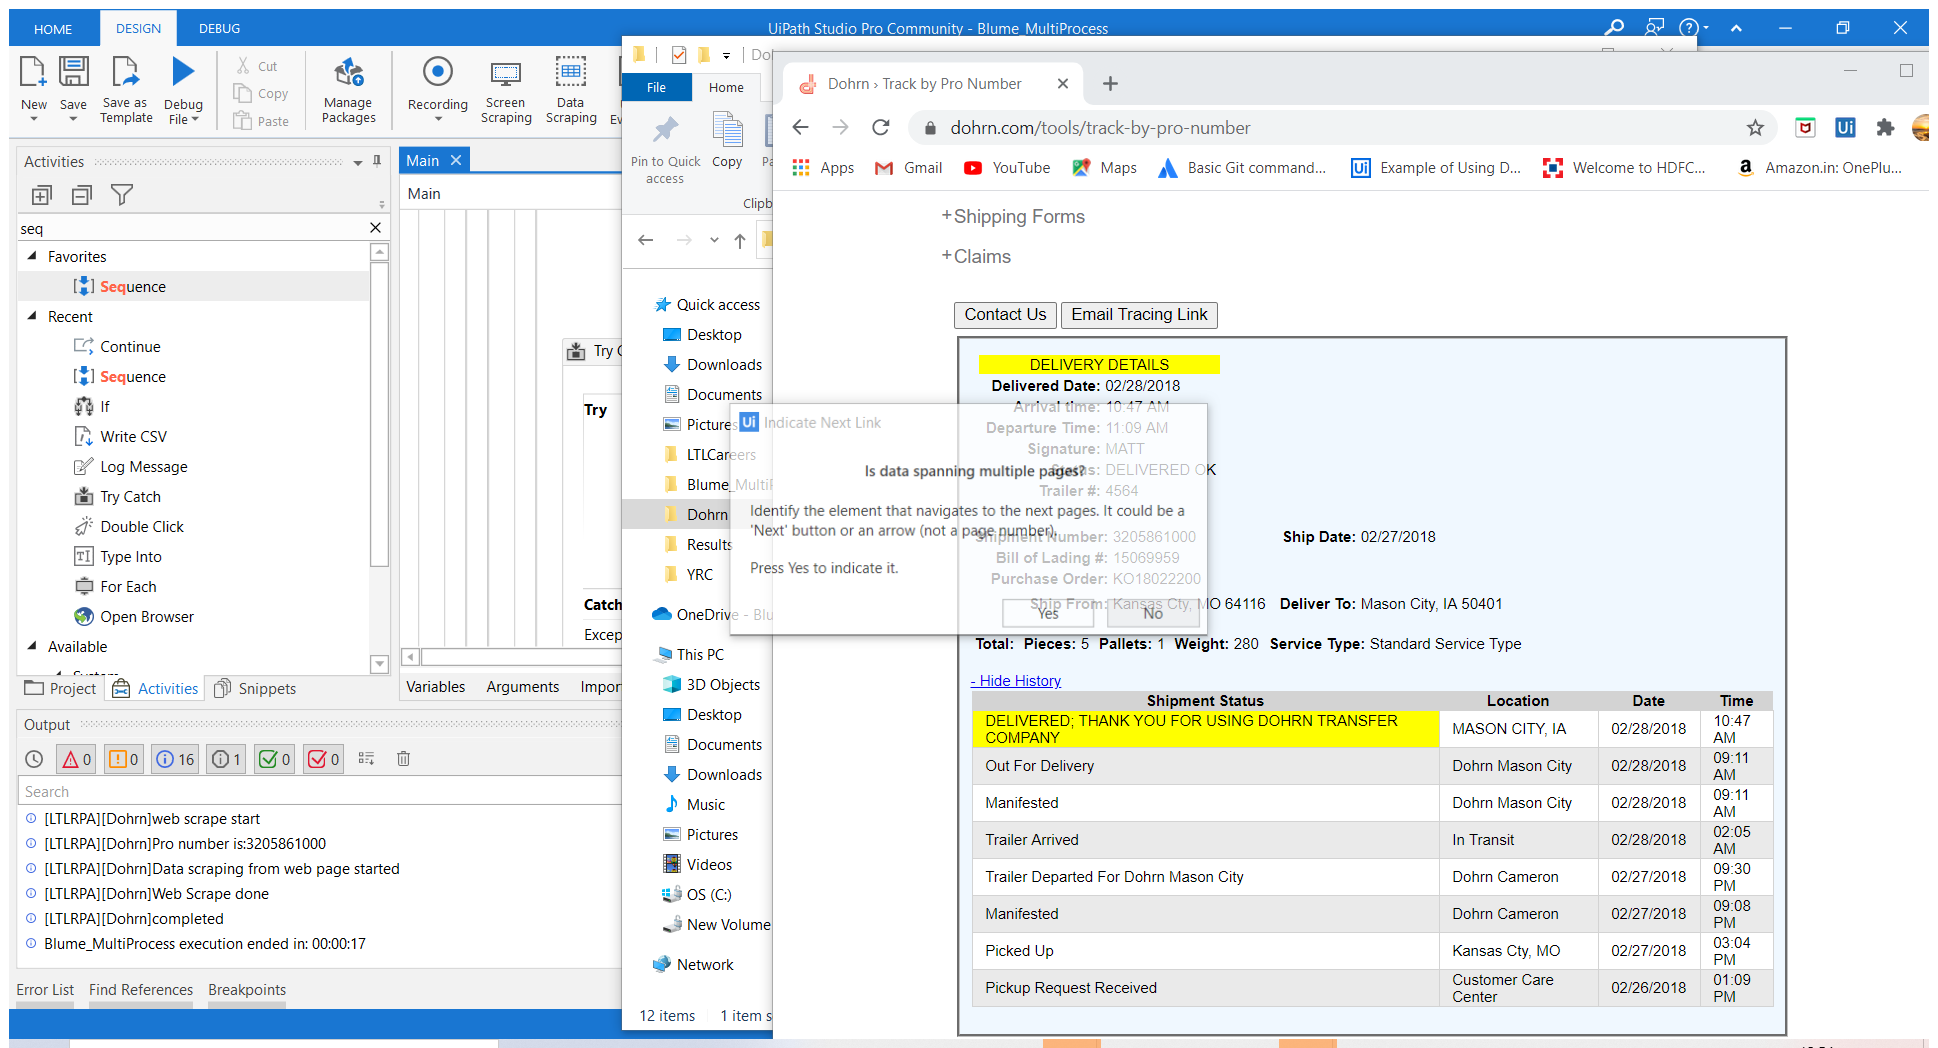 HOME
DESIGN
DEBUG
UiPath Studio Pro Community - Blume_MultiProcess
New
Save
Save as Template
Debug File
Cut
Copy
Paste
Manage Packages
Recording
Screen Scraping
Data Scraping
Activities
seq
Favorites
Sequence
Recent
Continue
Sequence
If
Write CSV
Log Message
Try Catch
Double Click
Type Into
For Each
Open Browser
Available
Project
Activities
Snippets
Main
Main
Try
Catch
Variables
Arguments
Output
0
0
16
1
0
0
Search
[LTLRPA][Dohrn]web scrape start
[LTLRPA][Dohrn]Pro number is:3205861000
[LTLRPA][Dohrn]Data scraping from web page started
[LTLRPA][Dohrn]Web Scrape done
[LTLRPA][Dohrn]completed
Blume_MultiProcess execution ended in: 00:00:17
Error List
Find References
Breakpoints
File
Home
Pin to Quick access
Copy
Quick access
Desktop
Downloads
Documents
Pictures
LTLCareers
Blume_Multi
Dohrn
Results
YRC
OneDrive - Blu
This PC
3D Objects
Desktop
Documents
Downloads
Music
Pictures
Videos
OS (C:)
New Volume
Network
12 items
1 item s
Dohrn › Track by Pro Number
dohrn.com/tools/track-by-pro-number
Apps
Gmail
YouTube
Maps
Basic Git command...
Example of Using D...
Welcome to HDFC...
Amazon.in: OnePlu...
+Shipping Forms
+Claims
Contact Us
Email Tracing Link
DELIVERY DETAILS
Delivered Date: 02/28/2018
Arrival time: 10:47 AM
Departure Time: 11:09 AM
Signature: MATT
Status: DELIVERED OK
Trailer #: 4564
Shipment Number: 3205861000 Ship Date: 02/27/2018
Bill of Lading #: 15069959
Purchase Order: KO18022200
Ship From: Kansas Cty, MO 64116 Deliver To: Mason City, IA 50401
Total: Pieces: 5 Pallets: 1 Weight: 280 Service Type: Standard Service Type
- Hide History
Shipment Status Location Date Time
DELIVERED; THANK YOU FOR USING DOHRN TRANSFER COMPANY MASON CITY, IA 02/28/2018 10:47 AM
Out For Delivery Dohrn Mason City 02/28/2018 09:11 AM
Manifested Dohrn Mason City 02/28/2018 09:11 AM
Trailer Arrived In Transit 02/28/2018 02:05 AM
Trailer Departed For Dohrn Mason City Dohrn Cameron 02/27/2018 09:30 PM
Manifested Dohrn Cameron 02/27/2018 09:08 PM
Picked Up Kansas Cty, MO 02/27/2018 03:04 PM
Pickup Request Received Customer Care Center 02/26/2018 01:09 PM
Indicate Next Link
Is data spanning multiple pages?
Identify the element that navigates to the next pages. It could be a
'Next' button or an arrow (not a page number).
Press Yes to indicate it.
Yes
No